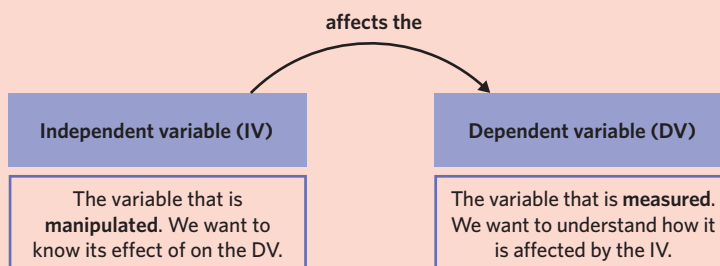 affects the
Independent variable (IV)
Dependent variable (DV)
The variable that is
manipulated. We want to
know its effect of on the DV.
The variable that is measured.
We want to understand how it
is affected by the IV.